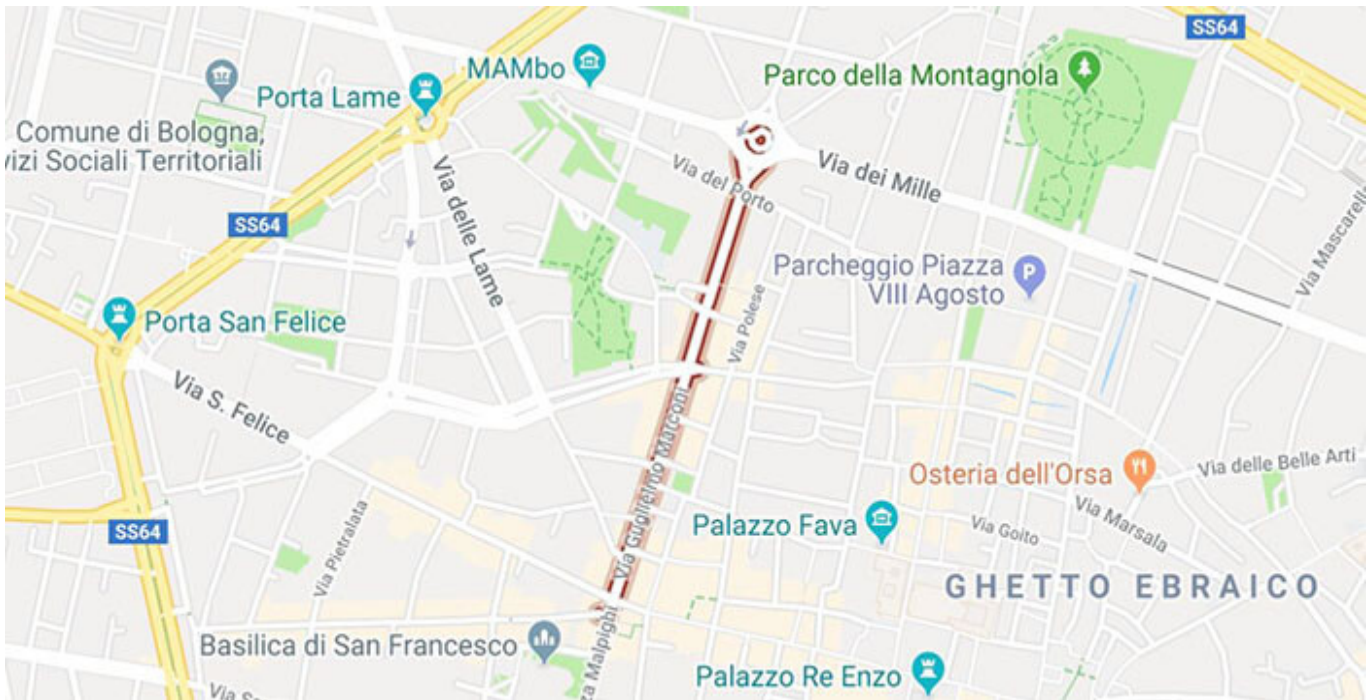 SS64
MAMbo
Parco della Montagnola
Porta Lame
Comune di Bologna,
vizi Sociali Territoriali
Via del Porto
Via dei Mille
Via delle Lame
SS64
Via Mascarella
Parcheggio Piazza
VIII Agosto
Porta San Felice
Via Polese
Via S. Felice
Via Guglielmo Marconi
Osteria dell'Orsa
Via delle Belle Arti
Via Marsala
Via Goito
Palazzo Fava
SS64
Via Pietralata
GHETTO EBRAICO
Basilica di San Francesco
Malpighi
Palazzo Re Enzo